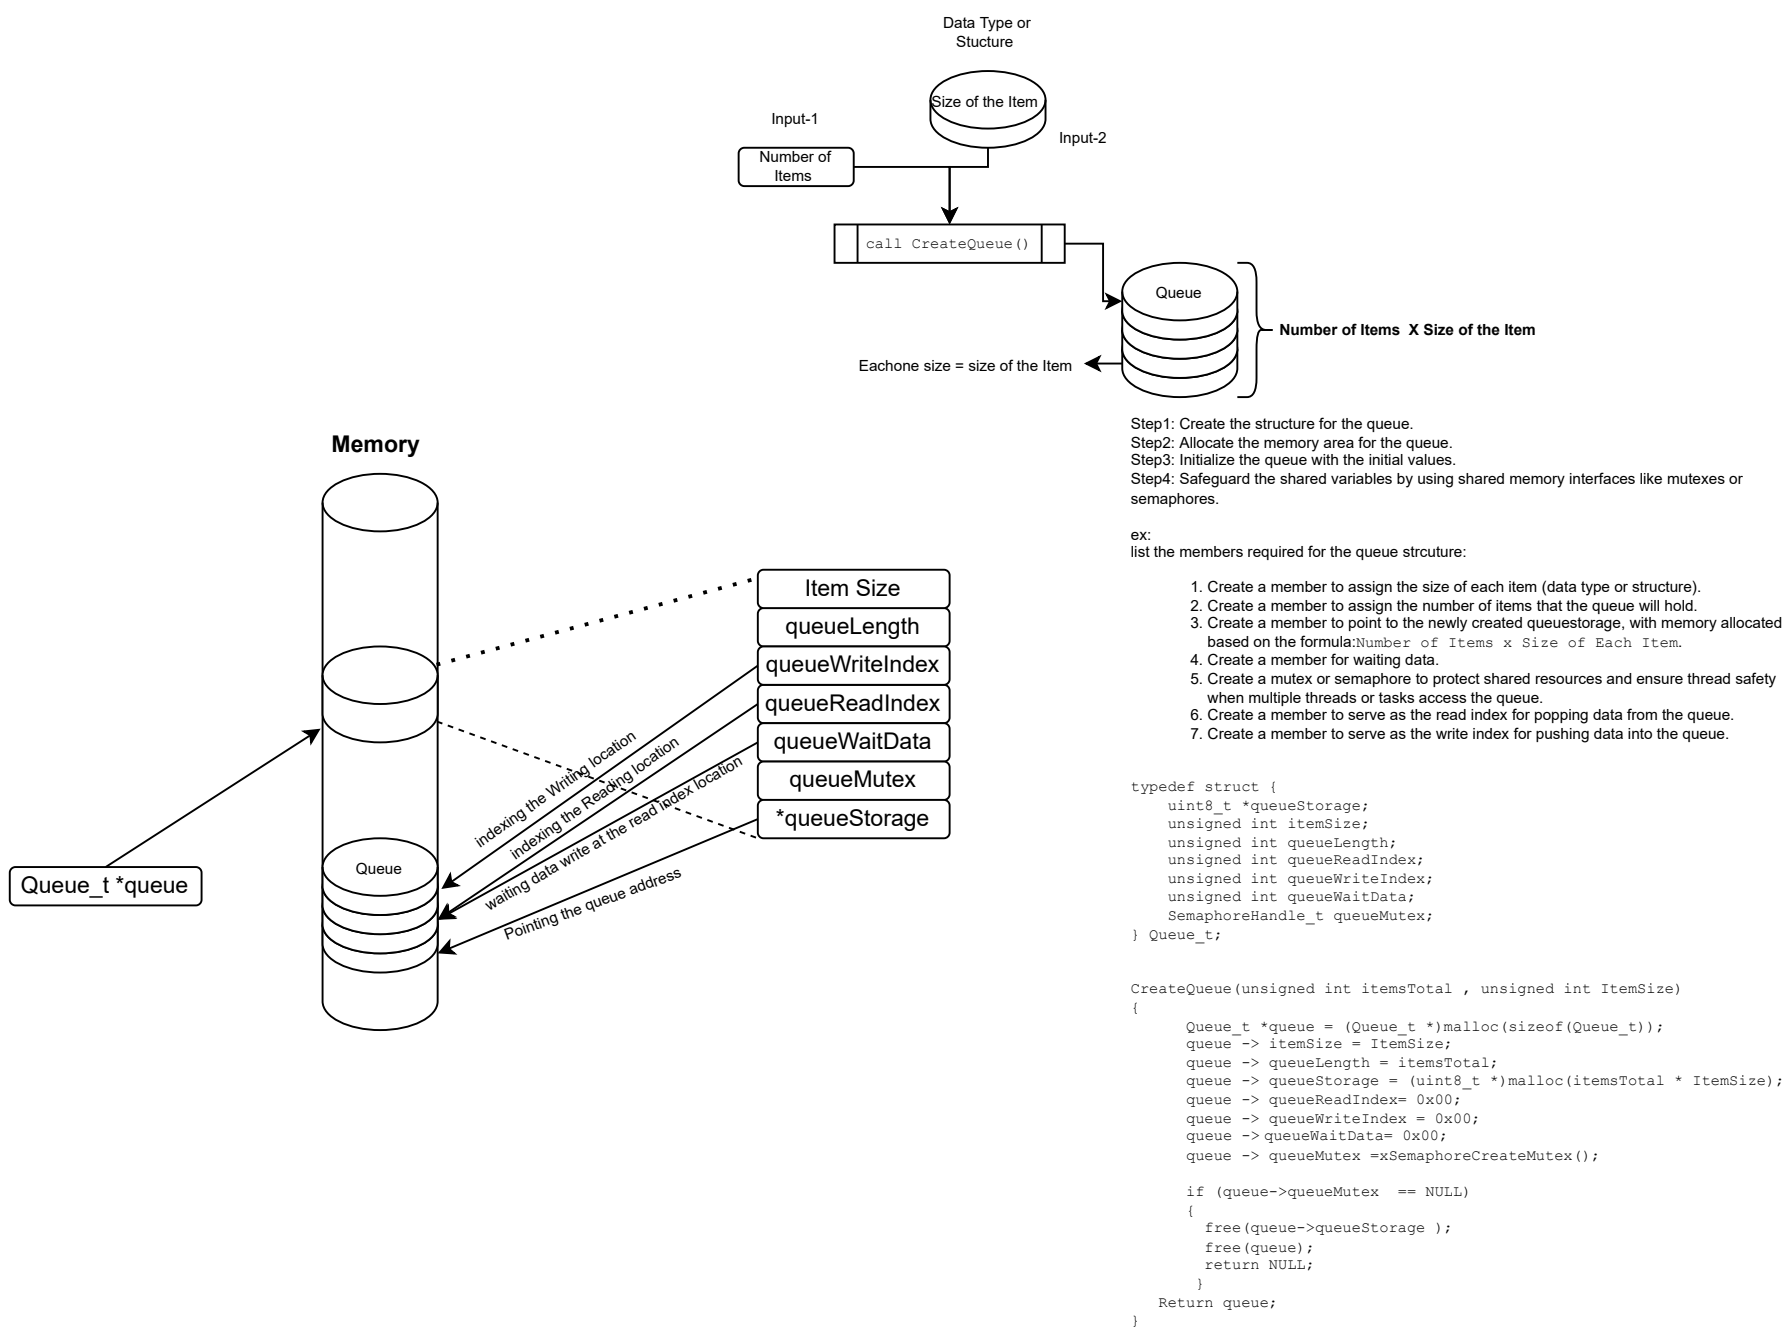 Data Type or
Stucture
Size of the Item
Input-1
Input-2
Number of
Items
call CreateQueue()
Queue
Number of Items  X Size of the Item
Eachone size = size of the Item
Step1: Create the structure for the queue.
Step2: Allocate the memory area for the queue.
Step3: Initialize the queue with the initial values.
Step4: Safeguard the shared variables by using shared memory interfaces like mutexes or
semaphores.
ex:
list the members required for the queue strcuture:
1. Create a member to assign the size of each item (data type or structure).
2. Create a member to assign the number of items that the queue will hold.
3. Create a member to point to the newly created queuestorage, with memory allocated
based on the formula:Number of Items x Size of Each Item.
4. Create a member for waiting data.
5. Create a mutex or semaphore to protect shared resources and ensure thread safety
when multiple threads or tasks access the queue.
6. Create a member to serve as the read index for popping data from the queue.
7. Create a member to serve as the write index for pushing data into the queue.
Memory
Item Size
queueLength
queueWriteIndex
queueReadIndex
queueWaitData
queueMutex
*queueStorage
indexing the Writing location
indexing the Reading location
waiting data write at the read index location
Pointing the queue address
Queue
Queue_t *queue
typedef struct {
    uint8_t *queueStorage;
    unsigned int itemSize;
    unsigned int queueLength;
    unsigned int queueReadIndex;
    unsigned int queueWriteIndex;
    unsigned int queueWaitData;
    SemaphoreHandle_t queueMutex;
} Queue_t;
CreateQueue(unsigned int itemsTotal , unsigned int ItemSize)
{
      Queue_t *queue = (Queue_t *)malloc(sizeof(Queue_t));
      queue -> itemSize = ItemSize;
      queue -> queueLength = itemsTotal;
      queue -> queueStorage = (uint8_t *)malloc(itemsTotal * ItemSize);
      queue -> queueReadIndex= 0x00;
      queue -> queueWriteIndex = 0x00;
      queue -> queueWaitData= 0x00;
      queue -> queueMutex =xSemaphoreCreateMutex();
      if (queue->queueMutex  == NULL)
      {
        free(queue->queueStorage );
        free(queue);
        return NULL;
       }
   Return queue;
}